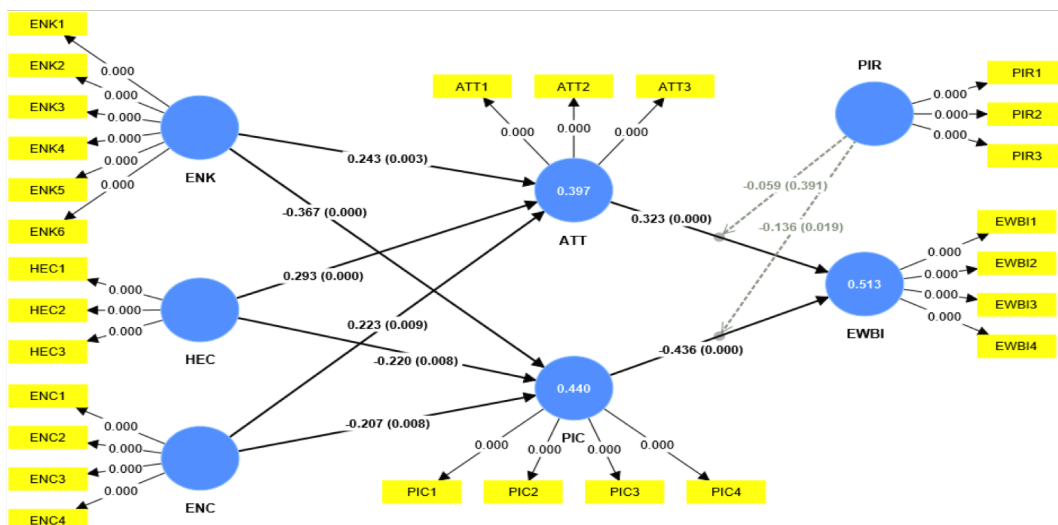 ENK1
ENK2
ENK3
ENK4
ENK5
ENK6
0.000
0.000
0.000
0.000
0.000
0.000
ENK
HEC1
HEC2
HEC3
0.000
0.000
0.000
HEC
ENC1
ENC2
ENC3
ENC4
0.000
0.000
0.000
0.000
ENC
0.243 (0.003)
-0.367 (0.000)
0.293 (0.000)
0.223 (0.009)
-0.220 (0.008)
-0.207 (0.008)
ATT1
ATT2
ATT3
0.000
0.000
0.000
0.397
ATT
0.440
PIC
0.000
0.000
0.000
0.000
PIC1
PIC2
PIC3
PIC4
PIR
0.000
0.000
0.000
PIR1
PIR2
PIR3
-0.059 (0.391)
-0.136 (0.019)
0.323 (0.000)
-0.436 (0.000)
0.513
EWBI
0.000
0.000
0.000
0.000
EWBI1
EWBI2
EWBI3
EWBI4